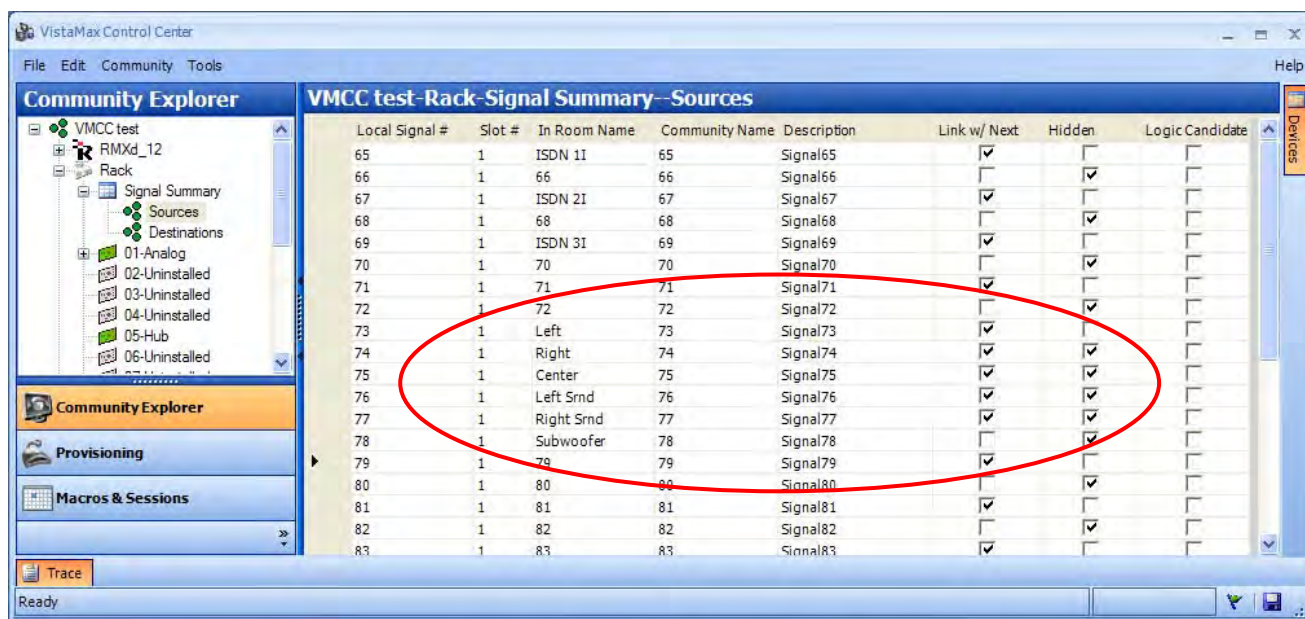 VistaMax Control Center
File Edit Community Tools Help
Community Explorer
VMCC test
RMXd_12
Rack
Signal Summary
Sources
Destinations
01-Analog
02-Uninstalled
03-Uninstalled
04-Uninstalled
05-Hub
06-Uninstalled
Community Explorer
Provisioning
Macros & Sessions
VMCC test-Rack-Signal Summary--Sources
Local Signal # Slot # In Room Name Community Name Description Link w/ Next Hidden Logic Candidate
65 1 ISDN 1I 65 Signal65
66 1 66 66 Signal66
67 1 ISDN 2I 67 Signal67
68 1 68 68 Signal68
69 1 ISDN 3I 69 Signal69
70 1 70 70 Signal70
71 1 71 71 Signal71
72 1 72 72 Signal72
73 1 Left 73 Signal73
74 1 Right 74 Signal74
75 1 Center 75 Signal75
76 1 Left Srnd 76 Signal76
77 1 Right Srnd 77 Signal77
78 1 Subwoofer 78 Signal78
79 1 79 79 Signal79
80 1 80 80 Signal80
81 1 81 81 Signal81
82 1 82 82 Signal82
83 1 83 83 Signal83
Devices
Trace
Ready